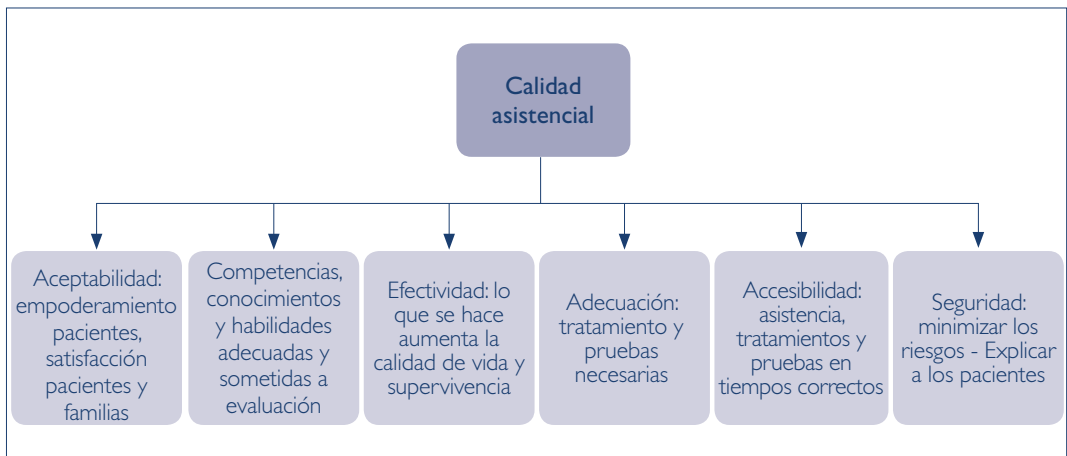 Calidad
asistencial
Aceptabilidad:
empoderamiento
pacientes,
satisfacción
pacientes y
familias
Competencias,
conocimientos
y habilidades
adecuadas y
sometidas a
evaluación
Efectividad: lo
que se hace
aumenta la
calidad de vida y
supervivencia
Adecuación:
tratamiento y
pruebas
necesarias
Accesibilidad:
asistencia,
tratamientos y
pruebas en
tiempos correctos
Seguridad:
minimizar los
riesgos - Explicar
a los pacientes